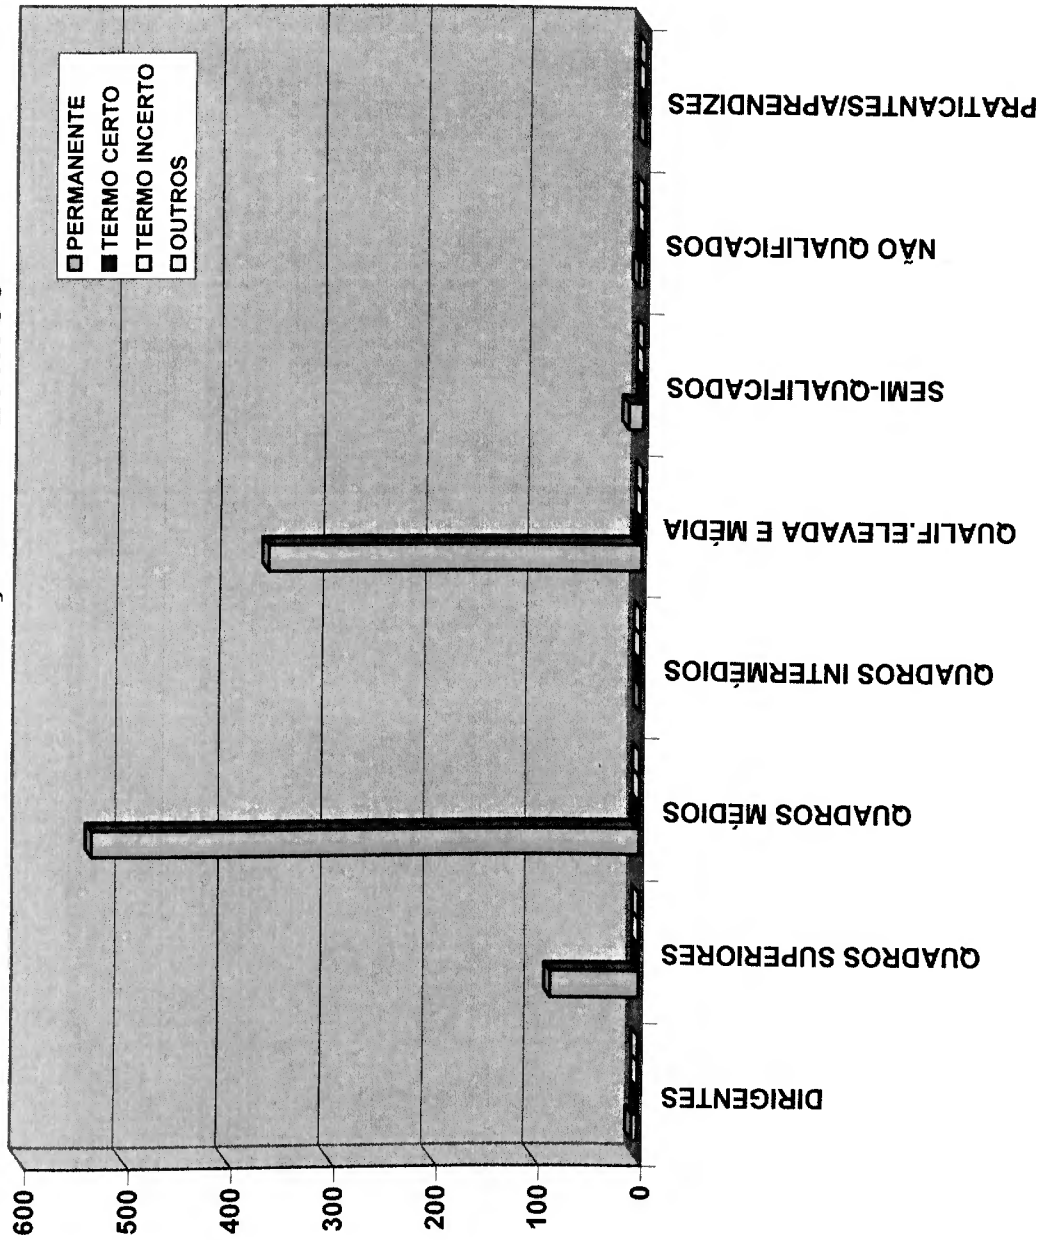 PERMANENTE
TERMO CERTO
TERMO INCERTO
OUTROS
600
500
400
300
200
100
0
DIRIGENTES
QUADROS SUPERIORES
QUADROS MÉDIOS
QUADROS INTERMÉDIOS
QUALIF.ELEVADA E MÉDIA
SEMI-QUALIFICADOS
NÃO QUALIFICADOS
PRATICANTES/APRENDIZES